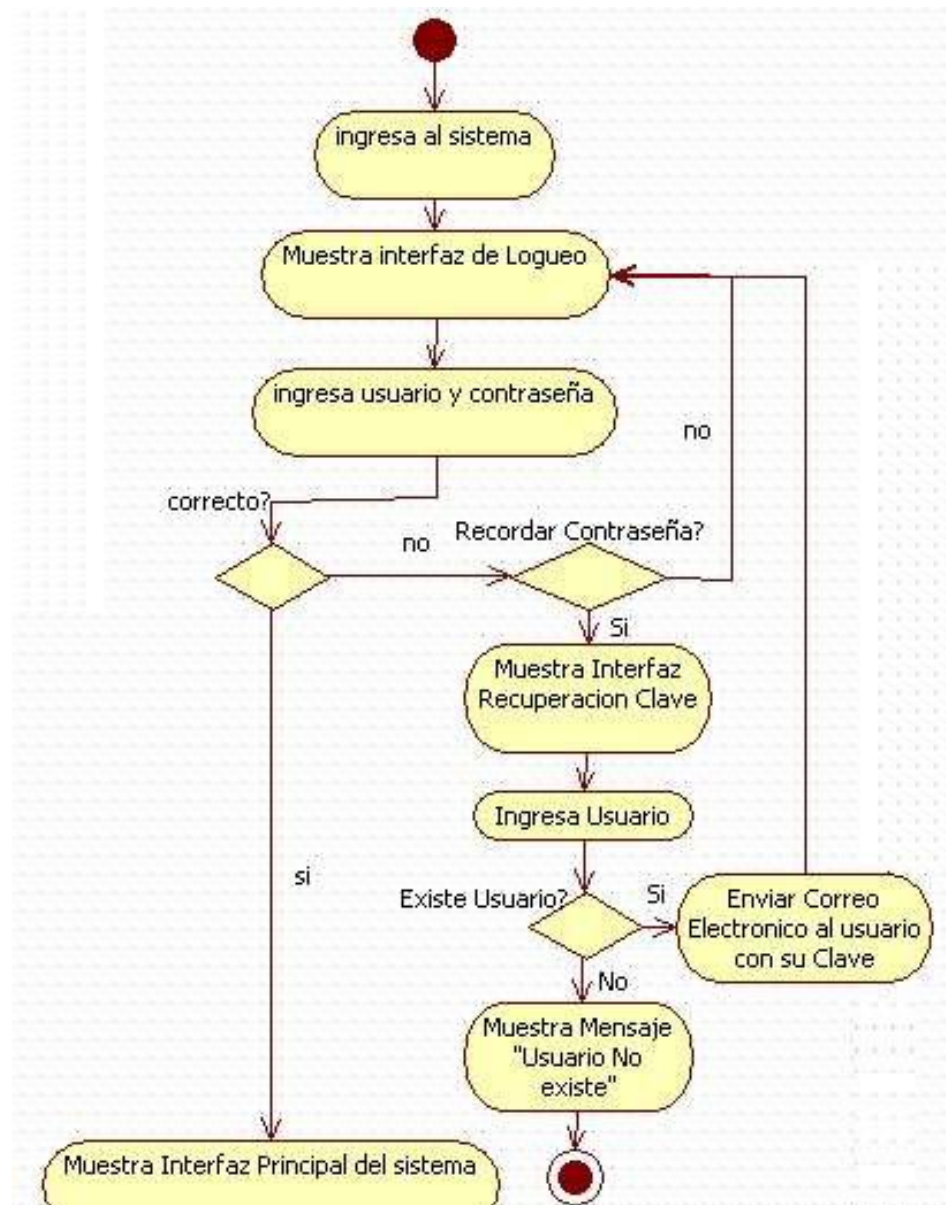 ingresa al sistema
Muestra interfaz de Logueo
ingresa usuario y contraseña
no
correcto?
no
Recordar Contraseña?
Si
Muestra Interfaz
Recuperacion Clave
Ingresa Usuario
si
Existe Usuario?
Si
Enviar Correo
Electronico al usuario
con su Clave
No
Muestra Mensaje
"Usuario No
existe"
Muestra Interfaz Principal del sistema